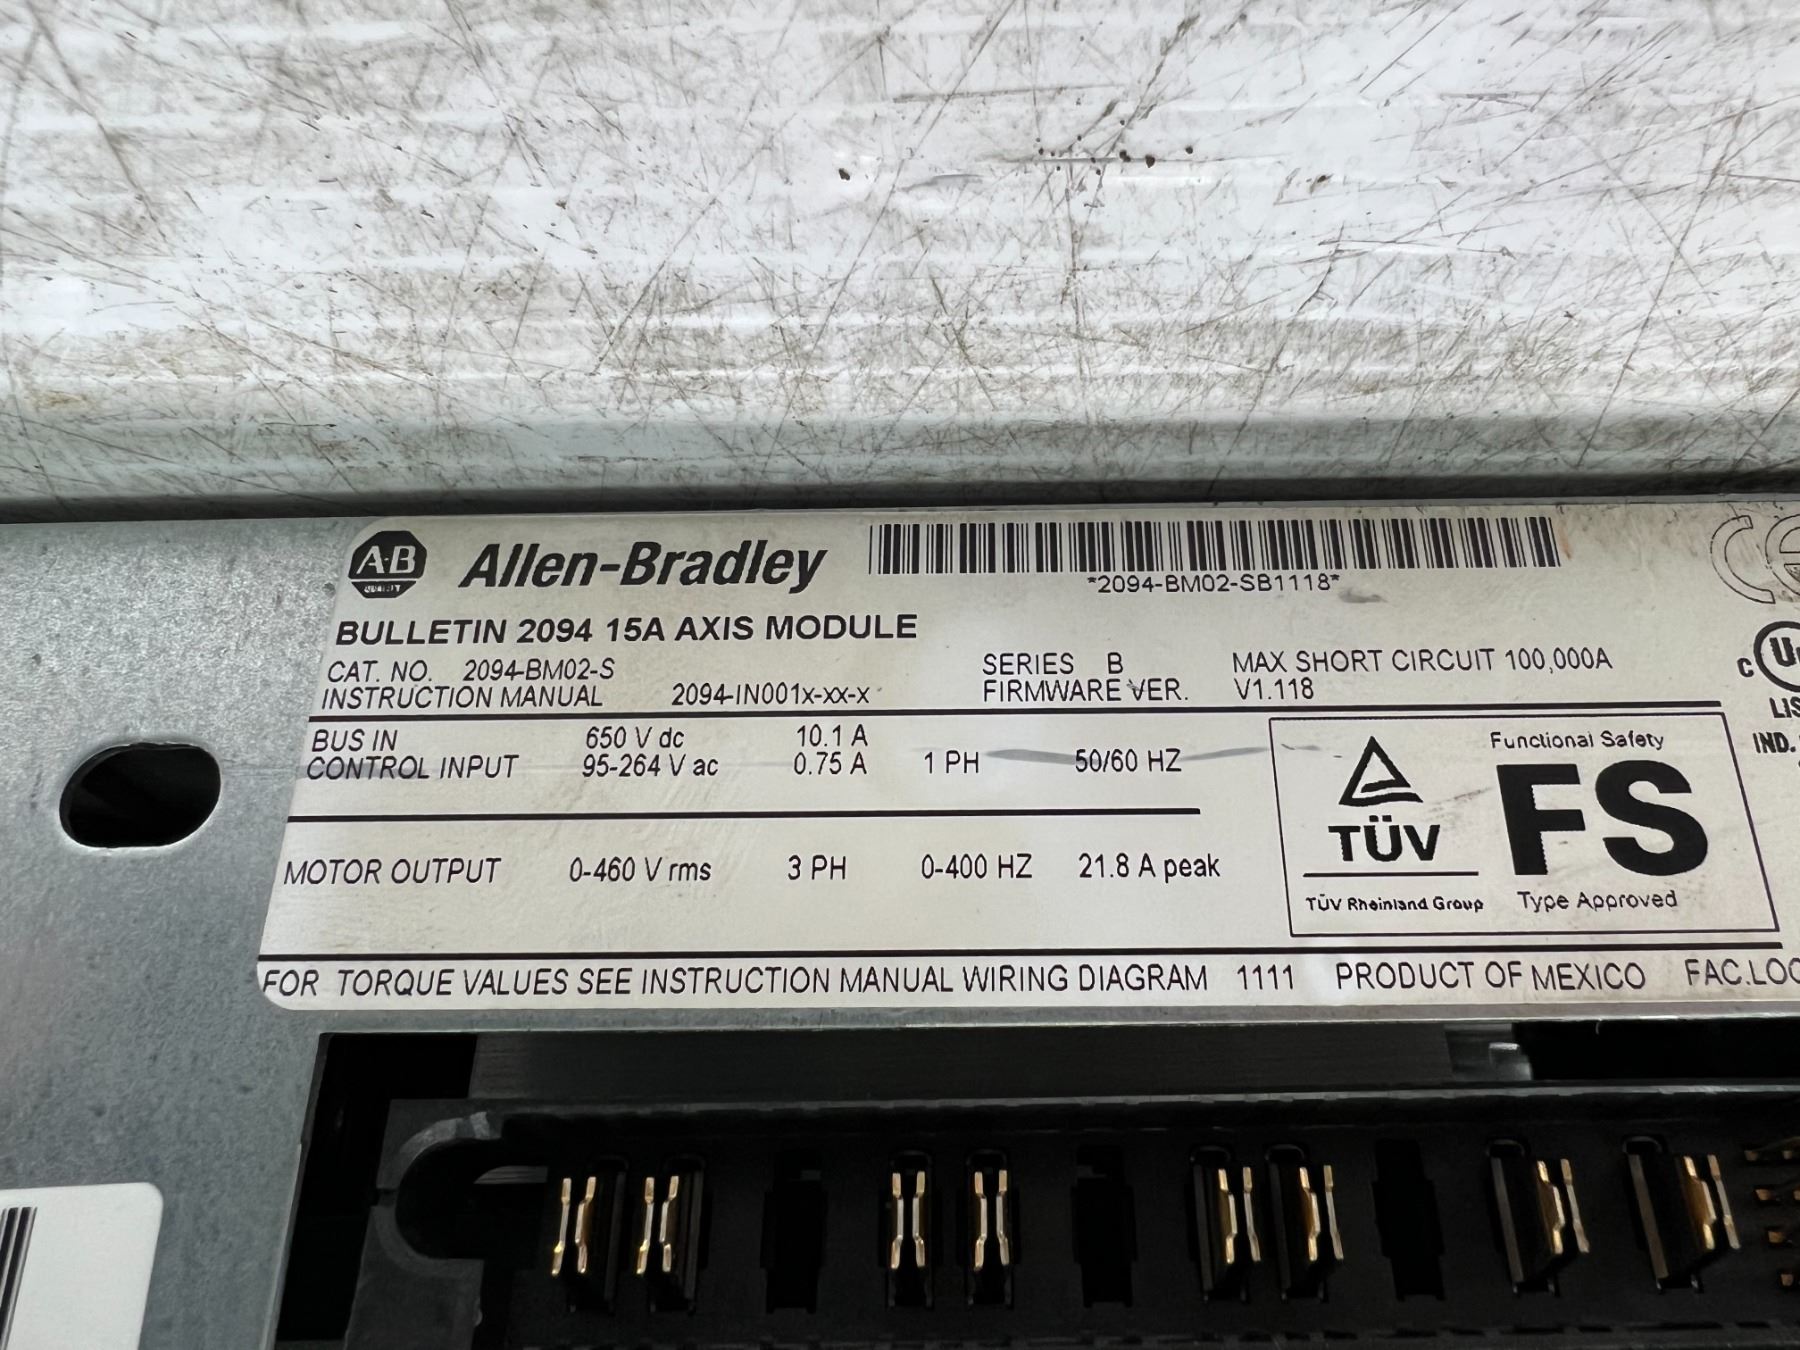 A·B
QUALITY
Allen-Bradley
*2094-BM02-SB1118*
BULLETIN 2094 15A AXIS MODULE
CAT. NO. 2094-BM02-S SERIES B MAX SHORT CIRCUIT 100,000A
INSTRUCTION MANUAL 2094-IN001x-xx-x FIRMWARE VER. V1.118
BUS IN 650 V dc 10.1 A
CONTROL INPUT 95-264 V ac 0.75 A 1 PH 50/60 HZ
MOTOR OUTPUT 0-460 V rms 3 PH 0-400 HZ 21.8 A peak
TÜV
TÜV Rheinland Group
Functional Safety
FS
Type Approved
C
IND.
FOR TORQUE VALUES SEE INSTRUCTION MANUAL WIRING DIAGRAM 1111 PRODUCT OF MEXICO FAC.LOC